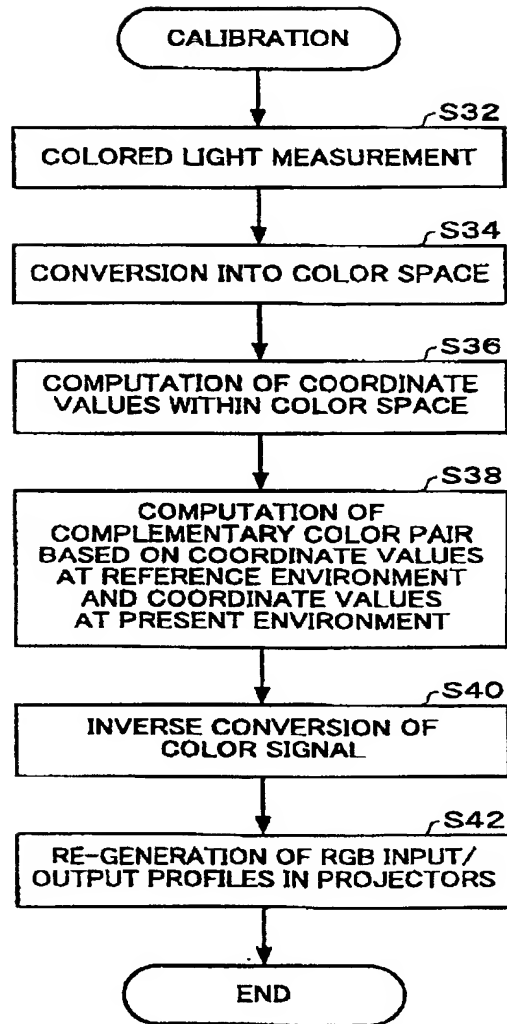 CALIBRATION
S32
COLORED LIGHT MEASUREMENT
S34
CONVERSION INTO COLOR SPACE
S36
COMPUTATION OF COORDINATE
VALUES WITHIN COLOR SPACE
S38
COMPUTATION OF
COMPLEMENTARY COLOR PAIR
BASED ON COORDINATE VALUES
AT REFERENCE ENVIRONMENT
AND COORDINATE VALUES
AT PRESENT ENVIRONMENT
S40
INVERSE CONVERSION OF
COLOR SIGNAL
S42
RE-GENERATION OF RGB INPUT/
OUTPUT PROFILES IN PROJECTORS
END